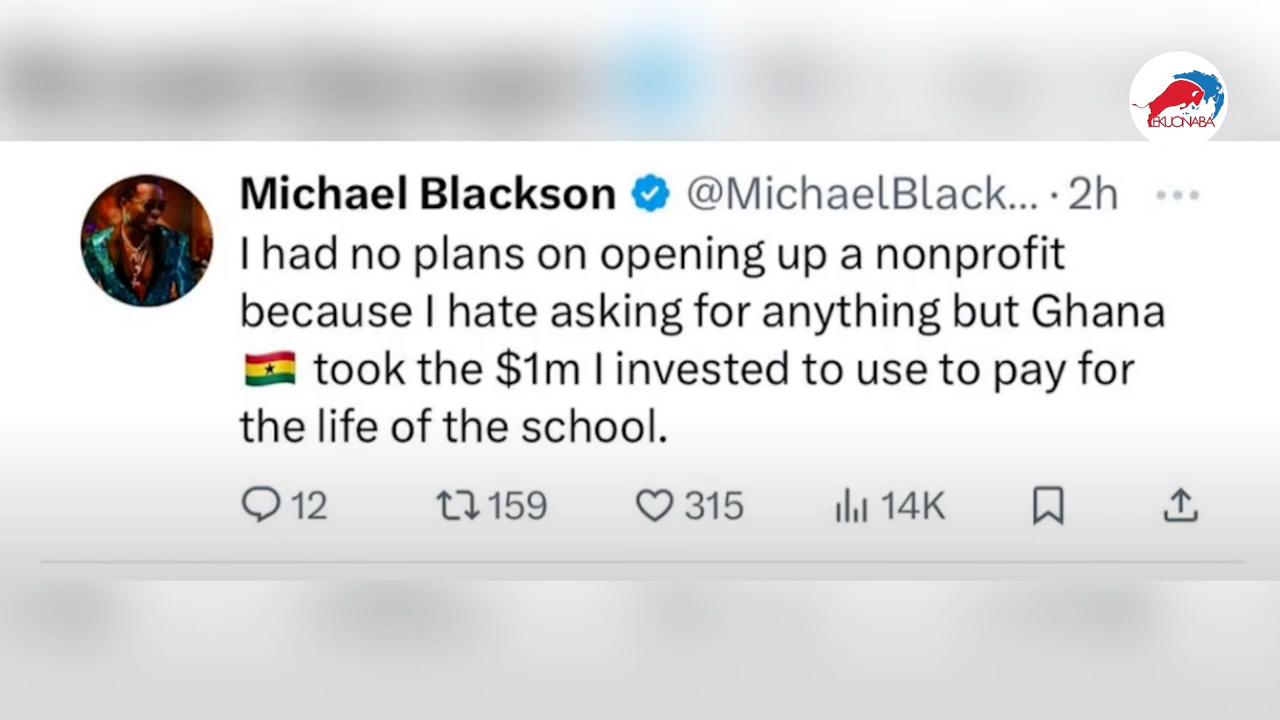 EKUONABA
Michael Blackson @MichaelBlack... · 2h
I had no plans on opening up a nonprofit
because I hate asking for anything but Ghana
🇬🇭 took the $1m I invested to use to pay for
the life of the school.
12 159 315 14K